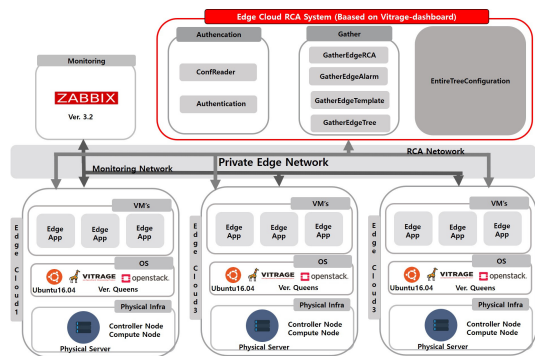 Edge Cloud RCA System (Baased on Vitrage-dashboard)
Monitoring
ZABBIX
Ver. 3.2
Authencation
ConfReader
Authentication
Gather
GatherEdgeRCA
GatherEdgeAlarm
GatherEdgeTemplate
GatherEdgeTree
EntireTreeConfiguration
Private Edge Network
RCA Netowork
Monitoring Network
Edge Cloud1
VM's
Edge App
Edge App
Edge App
OS
Ubuntu16.04
VITRAGE
openstack.
Ver. Queens
Physical Infra
Physical Server
Controller Node
Compute Node
Edge Cloud3
VM's
Edge App
Edge App
Edge App
OS
Ubuntu16.04
VITRAGE
openstack.
Ver. Queens
Physical Infra
Physical Server
Controller Node
Compute Node
Edge Cloud3
VM's
Edge App
Edge App
Edge App
OS
Ubuntu16.04
VITRAGE
openstack.
Ver. Queens
Physical Infra
Physical Server
Controller Node
Compute Node